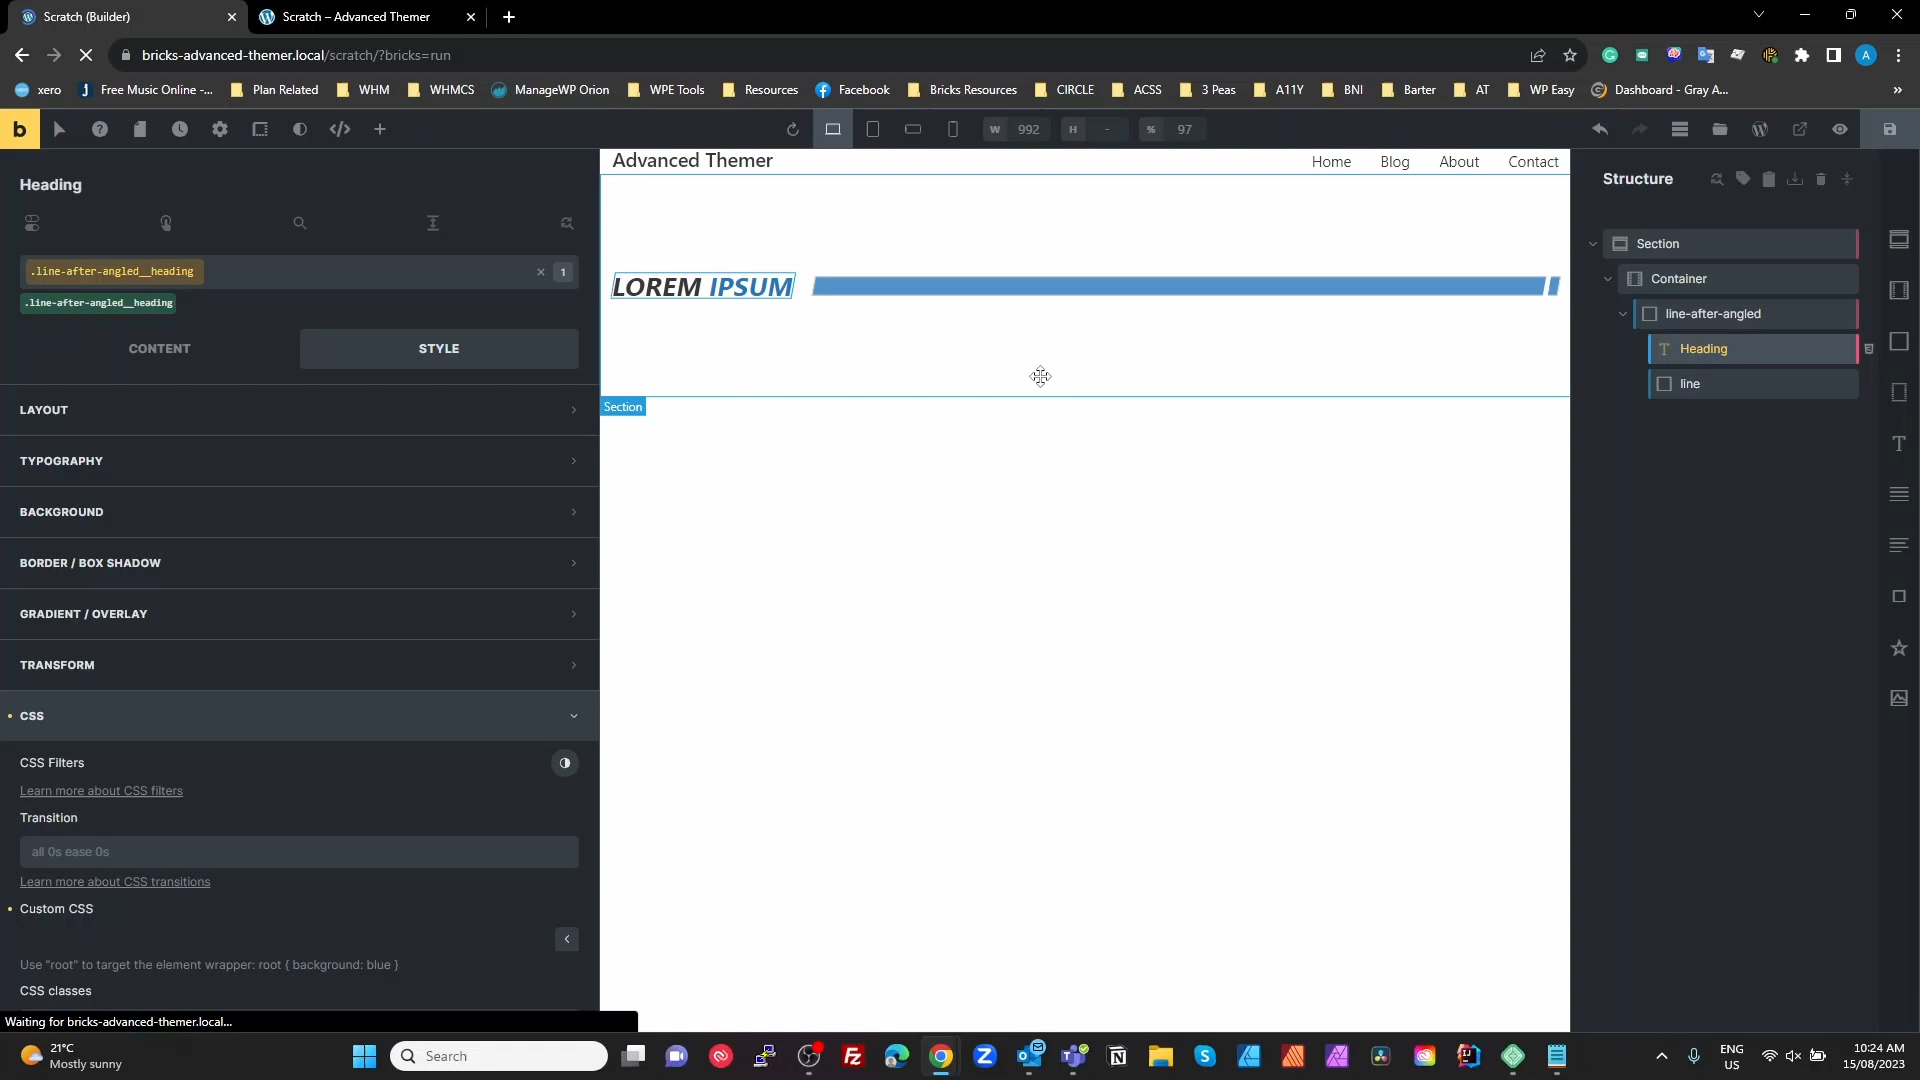 Scratch (Builder)
Scratch – Advanced Themer
bricks-advanced-themer.local/scratch/?bricks=run
A
xero
J
Free Music Online -...
Plan Related
WHM
WHMCS
ManageWP Orion
WPE Tools
Resources
Facebook
Bricks Resources
CIRCLE
ACSS
3 Peas
A11Y
BNI
Barter
AT
WP Easy
Dashboard - Gray A...
»
b
W 992
H -
% 97
Heading
.line-after-angled__heading
1
.line-after-angled__heading
CONTENT
STYLE
LAYOUT
TYPOGRAPHY
BACKGROUND
BORDER / BOX SHADOW
GRADIENT / OVERLAY
TRANSFORM
CSS
CSS Filters
Learn more about CSS filters
Transition
all 0s ease 0s
Learn more about CSS transitions
Custom CSS
Use "root" to target the element wrapper: root { background: blue }
CSS classes
Waiting for bricks-advanced-themer.local...
Advanced Themer
Home
Blog
About
Contact
LOREM IPSUM
Section
Structure
Section
Container
line-after-angled
T Heading
line
T
21°C
Mostly sunny
Search
ENG
US
10:24 AM
15/08/2023